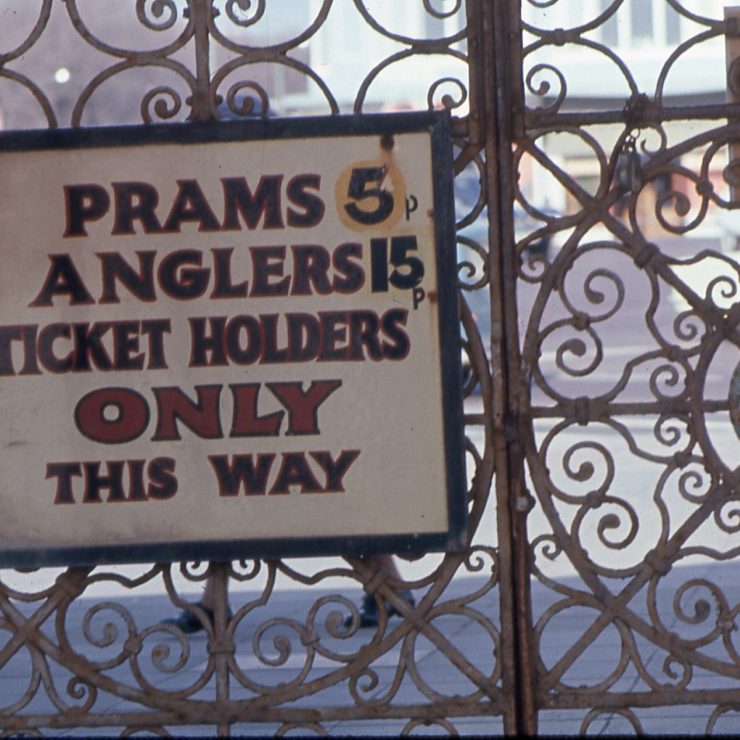 PRAMS 5p
ANGLERS 15p
TICKET HOLDERS
ONLY
THIS WAY